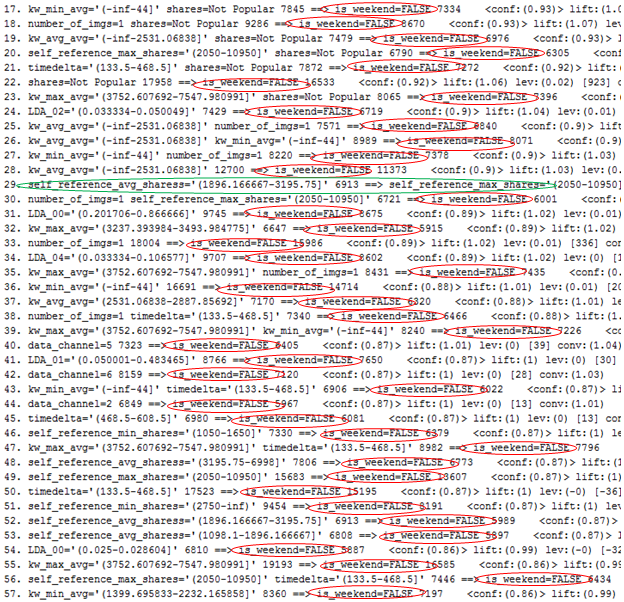 17. kw_min_avg='(-inf-44]' shares=Not Popular 7845 ==> is_weekend=FALSE 7334    <conf:(0.93)> lift:(1.0
18. number_of_imgs=1 shares=Not Popular 9286 ==> is_weekend=FALSE 8670    <conf:(0.93)> lift:(1.07) lev
19. kw_avg_avg='(-inf-2531.06838]' shares=Not Popular 7479 ==> is_weekend=FALSE 6976    <conf:(0.93)>
20. self_reference_max_shares='(2050-10950]' shares=Not Popular 6790 ==> is_weekend=FALSE 6305    <conf
21. timedelta='(133.5-468.5]' shares=Not Popular 7872 ==> is_weekend=FALSE 7272    <conf:(0.92)> lift:(
22. shares=Not Popular 17958 ==> is_weekend=FALSE 16533    <conf:(0.92)> lift:(1.06) lev:(0.02) [923] c
23. kw_max_avg='(3752.607692-7547.980991]' shares=Not Popular 8065 ==> is_weekend=FALSE 7396    <conf:(
24. LDA_02='(0.033334-0.050049]' 7429 ==> is_weekend=FALSE 6719    <conf:(0.9)> lift:(1.04) lev:(0.01)
25. kw_avg_avg='(-inf-2531.06838]' number_of_imgs=1 7571 ==> is_weekend=FALSE 6840    <conf:(0.9)> lift
26. kw_avg_avg='(-inf-2531.06838]' kw_min_avg='(-inf-44]' 8989 ==> is_weekend=FALSE 8071    <conf:(0.9)
27. kw_min_avg='(-inf-44]' number_of_imgs=1 8220 ==> is_weekend=FALSE 7378    <conf:(0.9)> lift:(1.03)
28. kw_avg_avg='(-inf-2531.06838]' 12700 ==> is_weekend=FALSE 11373    <conf:(0.9)> lift:(1.03) lev:(0.
29. self_reference_avg_sharess='(1896.166667-3195.75]' 6913 ==> self_reference_max_shares='(2050-10950]
30. number_of_imgs=1 self_reference_max_shares='(2050-10950]' 6721 ==> is_weekend=FALSE 6001    <conf:(
31. LDA_00='(0.201706-0.866666]' 9745 ==> is_weekend=FALSE 8675    <conf:(0.89)> lift:(1.02) lev:(0.01)
32. kw_max_avg='(3237.393984-3493.984775]' 6647 ==> is_weekend=FALSE 5915    <conf:(0.89)> lift:(1.02)
33. number_of_imgs=1 18004 ==> is_weekend=FALSE 15986    <conf:(0.89)> lift:(1.02) lev:(0.01) [336] con
34. LDA_04='(0.033334-0.106577]' 9707 ==> is_weekend=FALSE 8602    <conf:(0.89)> lift:(1.02) lev:(0) [1
35. kw_max_avg='(3752.607692-7547.980991]' number_of_imgs=1 8431 ==> is_weekend=FALSE 7435    <conf:(0.
36. kw_min_avg='(-inf-44]' 16691 ==> is_weekend=FALSE 14714    <conf:(0.88)> lift:(1.01) lev:(0.01) [20
37. kw_avg_avg='(2531.06838-2887.85692]' 7170 ==> is_weekend=FALSE 6320    <conf:(0.88)> lift:(1.01) le
38. number_of_imgs=1 timedelta='(133.5-468.5]' 7340 ==> is_weekend=FALSE 6466    <conf:(0.88)> lift:(1.
39. kw_max_avg='(3752.607692-7547.980991]' kw_min_avg='(-inf-44]' 8240 ==> is_weekend=FALSE 7226    <co
40. data_channel=5 7323 ==> is_weekend=FALSE 6405    <conf:(0.87)> lift:(1.01) lev:(0) [39] conv:(1.04)
41. LDA_01='(0.050001-0.483465]' 8766 ==> is_weekend=FALSE 7650    <conf:(0.87)> lift:(1) lev:(0) [30]
42. data_channel=6 8159 ==> is_weekend=FALSE 7120    <conf:(0.87)> lift:(1) lev:(0) [28] conv:(1.03)
43. kw_min_avg='(-inf-44]' timedelta='(133.5-468.5]' 6906 ==> is_weekend=FALSE 6022    <conf:(0.87)> li
44. data_channel=2 6849 ==> is_weekend=FALSE 5967    <conf:(0.87)> lift:(1) lev:(0) [13] conv:(1.01)
45. timedelta='(468.5-608.5]' 6980 ==> is_weekend=FALSE 6081    <conf:(0.87)> lift:(1) lev:(0) [13] con
46. self_reference_min_shares='(1050-1650]' 7330 ==> is_weekend=FALSE 6379    <conf:(0.87)> lift:(1) le
47. kw_max_avg='(3752.607692-7547.980991]' timedelta='(133.5-468.5]' 8982 ==> is_weekend=FALSE 7796
48. self_reference_avg_sharess='(3195.75-6998]' 7806 ==> is_weekend=FALSE 6773    <conf:(0.87)> lift:(1
49. self_reference_max_shares='(2050-10950]' 15683 ==> is_weekend=FALSE 13607    <conf:(0.87)> lift:(1)
50. timedelta='(133.5-468.5]' 17523 ==> is_weekend=FALSE 15195    <conf:(0.87)> lift:(1) lev:(-0) [-36]
51. self_reference_min_shares='(2750-inf)' 9454 ==> is_weekend=FALSE 8191    <conf:(0.87)> lift:(1) lev
52. self_reference_avg_sharess='(1896.166667-3195.75]' 6913 ==> is_weekend=FALSE 5989    <conf:(0.87)>
53. self_reference_avg_sharess='(1098.1-1896.166667]' 6808 ==> is_weekend=FALSE 5897    <conf:(0.87)> l
54. LDA_00='(0.025-0.028604]' 6810 ==> is_weekend=FALSE 5887    <conf:(0.86)> lift:(0.99) lev:(-0) [-32
55. kw_max_avg='(3752.607692-7547.980991]' 19193 ==> is_weekend=FALSE 16585    <conf:(0.86)> lift:(0.99
56. self_reference_max_shares='(2050-10950]' timedelta='(133.5-468.5]' 7446 ==> is_weekend=FALSE 6434
57. kw_min_avg='(1399.695833-2232.165858]' 8360 ==> is_weekend=FALSE 7197    <conf:(0.86)> lift:(0.99)